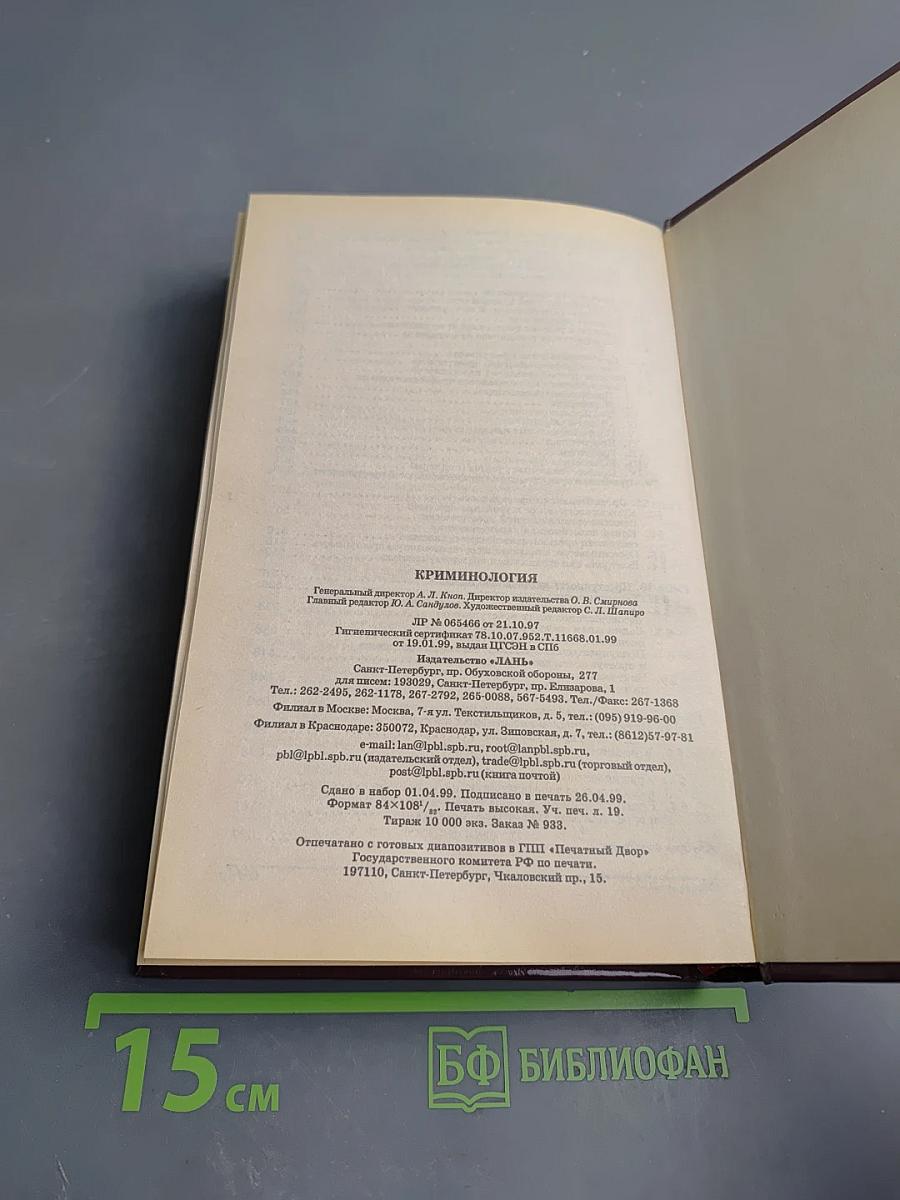 КРИМИНОЛОГИЯ
Генеральный директор А. Л. Кноп. Директор издательства О. В. Смирнова
Главный редактор Ю. А. Сандулов. Художественный редактор С. Л. Шапиро
ЛР № 065466 от 21.10.97
Гигиенический сертификат 78.10.07.952.Т.11668.01.99
от 19.01.99, выдан ЦГСЭН в СПб
Издательство «ЛАНЬ»
Санкт-Петербург, пр. Обуховской обороны, 277
для писем: 193029, Санкт-Петербург, пр. Елизарова, 1
Тел.: 262-2495, 262-1178, 267-2792, 265-0088, 567-5493. Тел./Факс: 267-1368
Филиал в Москве: Москва, 7-я ул. Текстильщиков, д. 5, тел.: (095) 919-96-00
Филиал в Краснодаре: 350072, Краснодар, ул. Зиповская, д. 7, тел.: (8612)57-97-81
e-mail: lan@lpbl.spb.ru, root@lanpbl.spb.ru,
pbl@lpbl.spb.ru (издательский отдел), trade@lpbl.spb.ru (торговый отдел),
post@lpbl.spb.ru (книга почтой)
Сдано в набор 01.04.99. Подписано в печать 26.04.99.
Формат 84×108¹/₃₂. Печать высокая. Уч. печ. л. 19.
Тираж 10 000 экз. Заказ № 933.
Отпечатано с готовых диапозитивов в ГПП «Печатный Двор»
Государственного комитета РФ по печати.
197110, Санкт-Петербург, Чкаловский пр., 15.
15 см
БФ БИБЛИОФАН